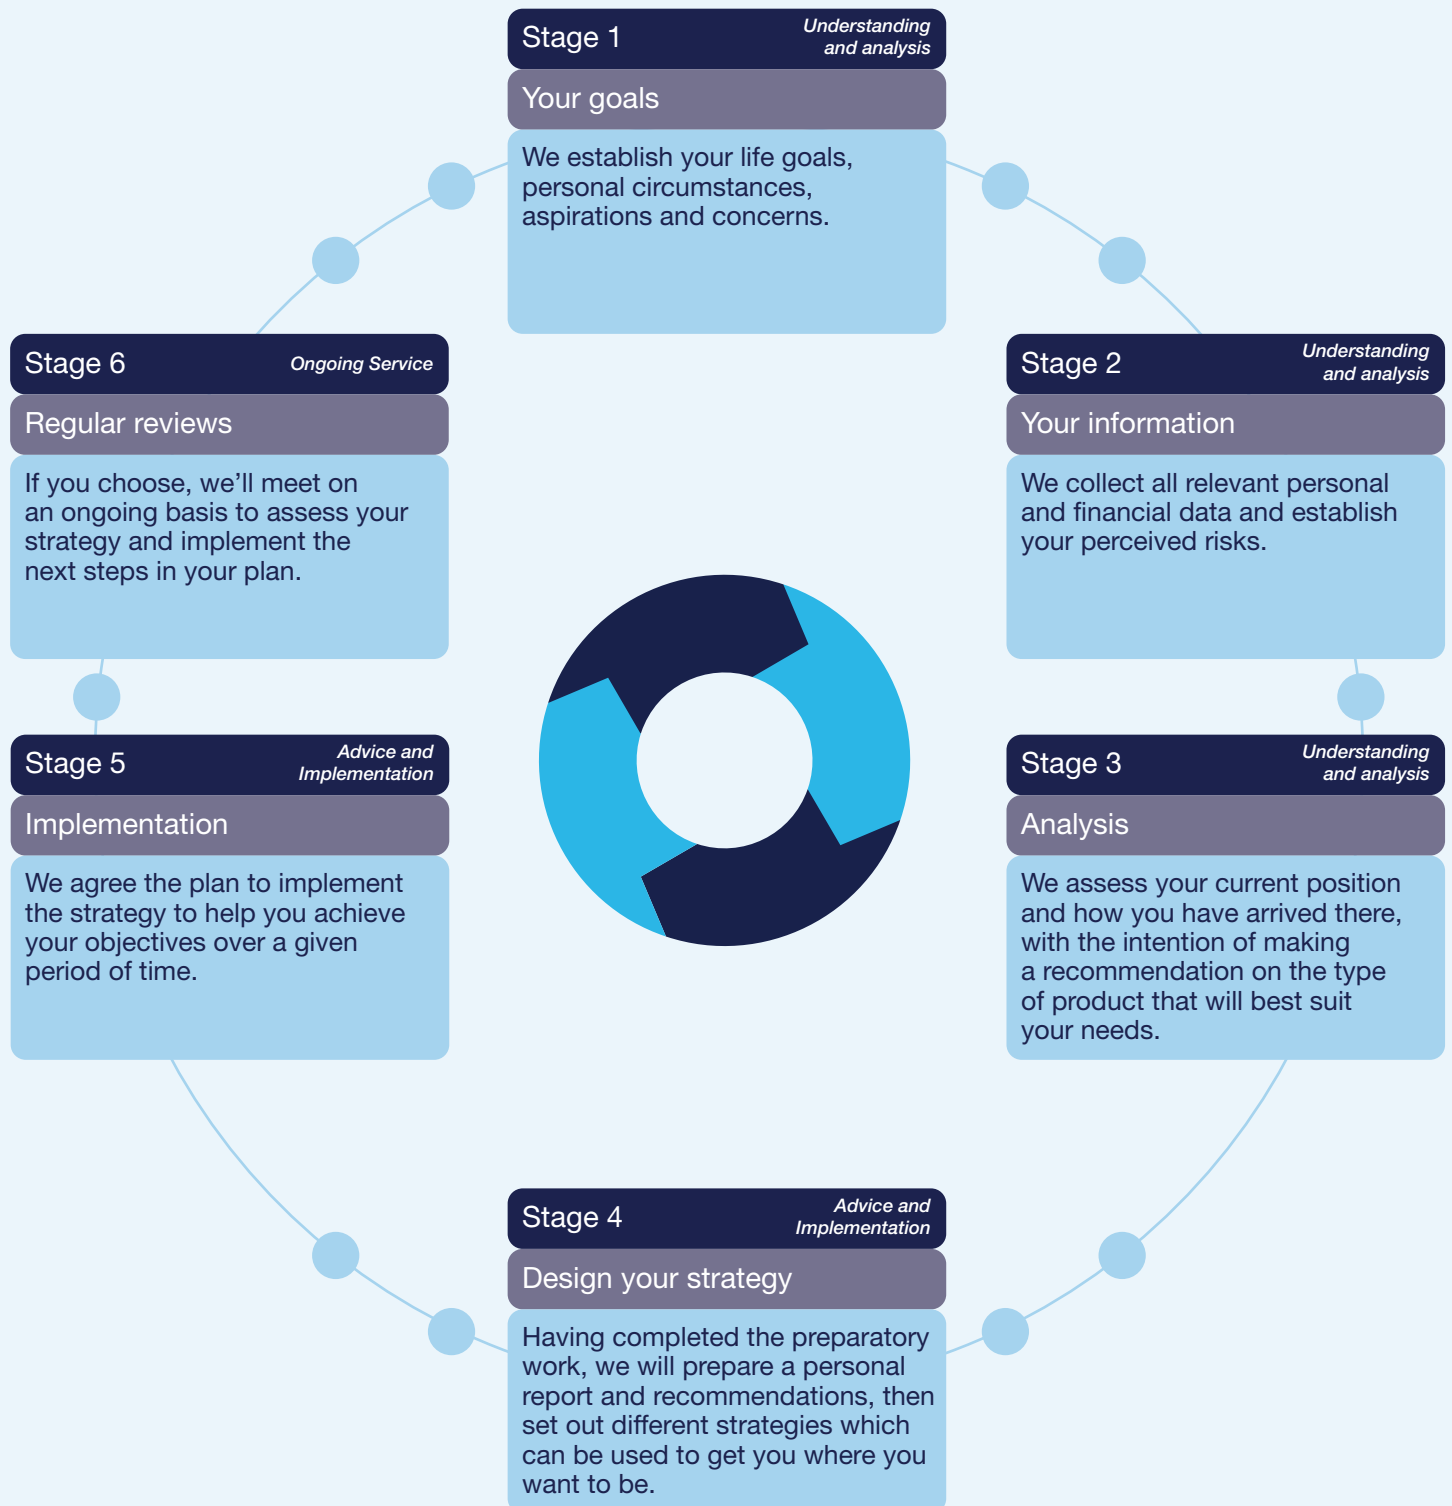 Stage 1
Understanding
and analysis
Your goals
We establish your life goals,
personal circumstances,
aspirations and concerns.
Stage 2
Understanding
and analysis
Your information
We collect all relevant personal
and financial data and establish
your perceived risks.
Stage 3
Understanding
and analysis
Analysis
We assess your current position
and how you have arrived there,
with the intention of making
a recommendation on the type
of product that will best suit
your needs.
Stage 4
Advice and
Implementation
Design your strategy
Having completed the preparatory
work, we will prepare a personal
report and recommendations, then
set out different strategies which
can be used to get you where you
want to be.
Stage 5
Advice and
Implementation
Implementation
We agree the plan to implement
the strategy to help you achieve
your objectives over a given
period of time.
Stage 6
Ongoing Service
Regular reviews
If you choose, we’ll meet on
an ongoing basis to assess your
strategy and implement the
next steps in your plan.